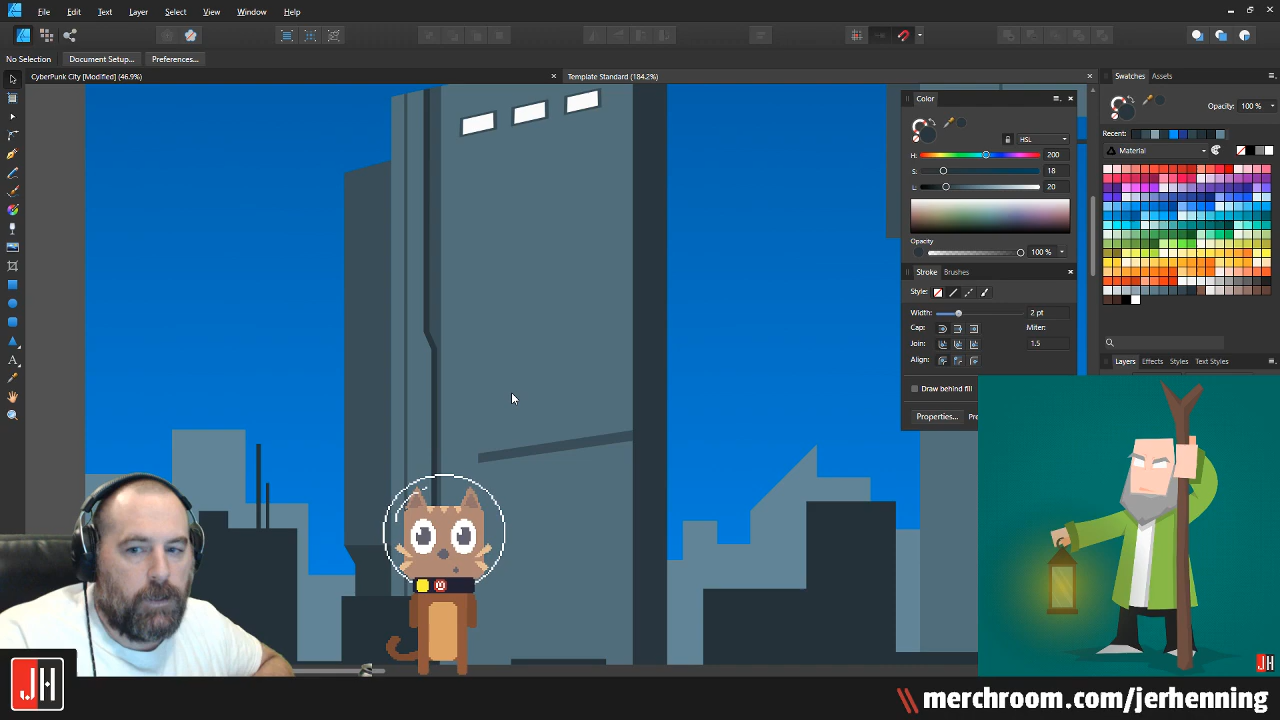 File Edit Text Layer Select View Window Help
No Selection Document Setup... Preferences...
CyberPunk City [Modified] (46.9%) Template Standard (184.2%)
Swatches Assets
Opacity: 100 %
Recent:
Material
Color
HSL
H: 200
S: 18
L: 20
Opacity
100 %
Stroke Brushes
Style:
Width: 2 pt
Cap: Miter:
Join: 1.5
Align:
Draw behind fill
Properties...
Layers Effects Styles Text Styles
JH
JH
\\ merchroom.com/jerhenning